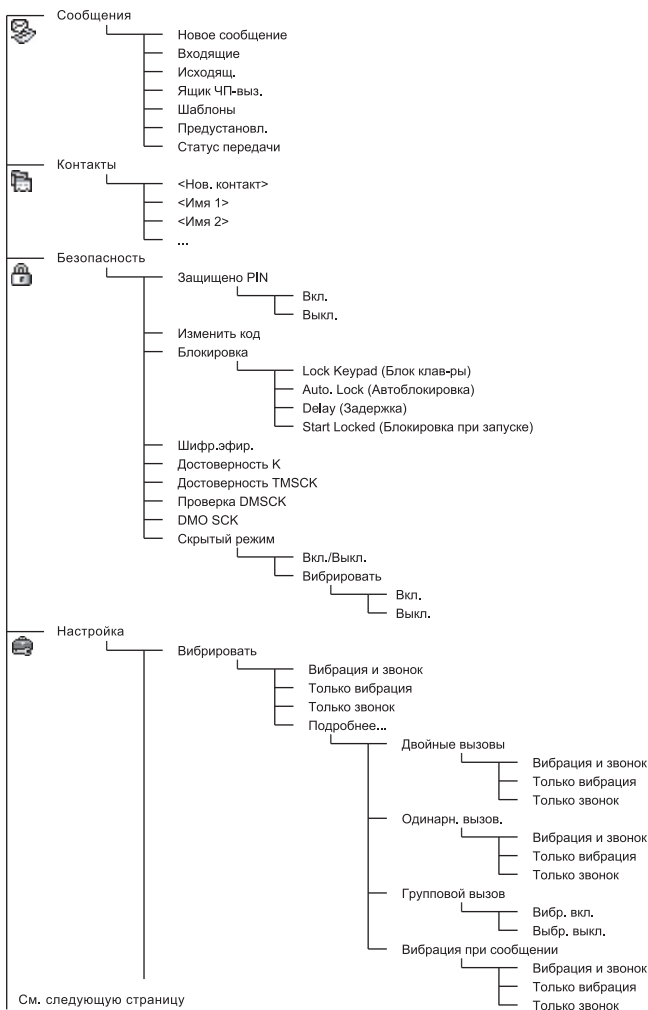 Сообщения
Новое сообщение
Входящие
Исходящ.
Ящик ЧП-выз.
Шаблоны
Предустановл.
Статус передачи
Контакты
<Нов. контакт>
<Имя 1>
<Имя 2>
...
Безопасность
Защищено PIN
Вкл.
Выкл.
Изменить код
Блокировка
Lock Keypad (Блок клав-ры)
Auto. Lock (Автоблокировка)
Delay (Задержка)
Start Locked (Блокировка при запуске)
Шифр.эфир.
Достоверность K
Достоверность TMSCK
Проверка DMSCK
DMO SCK
Скрытый режим
Вкл./Выкл.
Вибрировать
Вкл.
Выкл.
Настройка
Вибрировать
Вибрация и звонок
Только вибрация
Только звонок
Подробнее...
Двойные вызовы
Вибрация и звонок
Только вибрация
Только звонок
Одинарн. вызов.
Вибрация и звонок
Только вибрация
Только звонок
Групповой вызов
Вибр. вкл.
Выбр. выкл.
Вибрация при сообщении
Вибрация и звонок
Только вибрация
Только звонок
См. следующую страницу